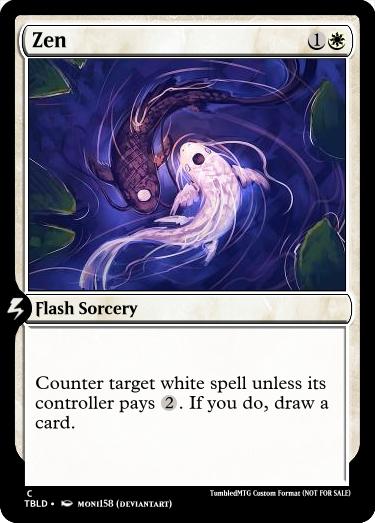 Zen 1
Flash Sorcery
Counter target white spell unless its
controller pays 2. If you do, draw a
card.
C
TBLD • MONI158 (DEVIANTART)
TumbledMTG Custom Format (NOT FOR SALE)